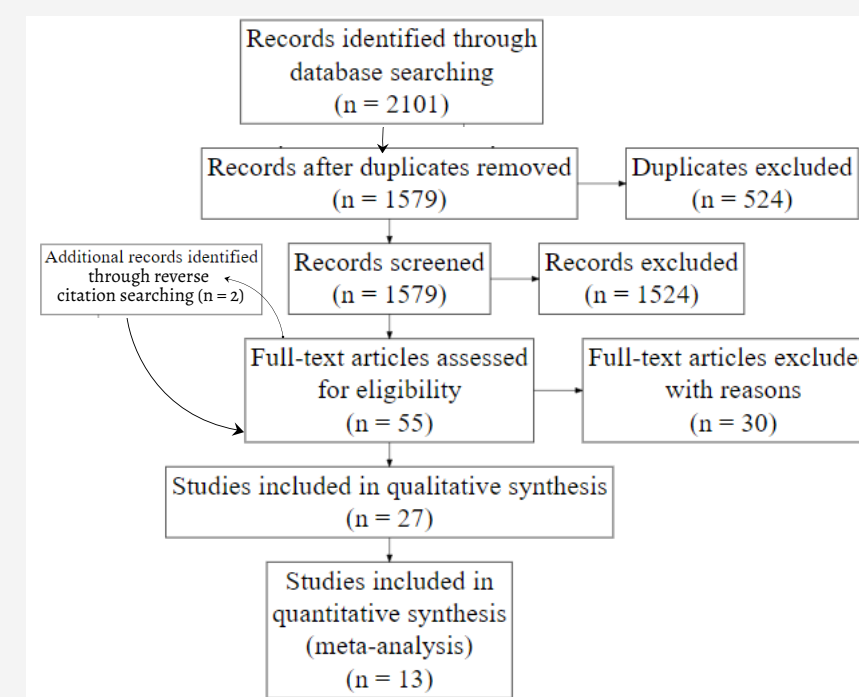 Records identified through
database searching
(n = 2101)
Records after duplicates removed
(n = 1579)
Duplicates excluded
(n = 524)
Additional records identified
through reverse
citation searching (n = 2)
Records screened
(n = 1579)
Records excluded
(n = 1524)
Full-text articles assessed
for eligibility
(n = 55)
Full-text articles exclude
with reasons
(n = 30)
Studies included in qualitative synthesis
(n = 27)
Studies included in
quantitative synthesis
(meta-analysis)
(n = 13)